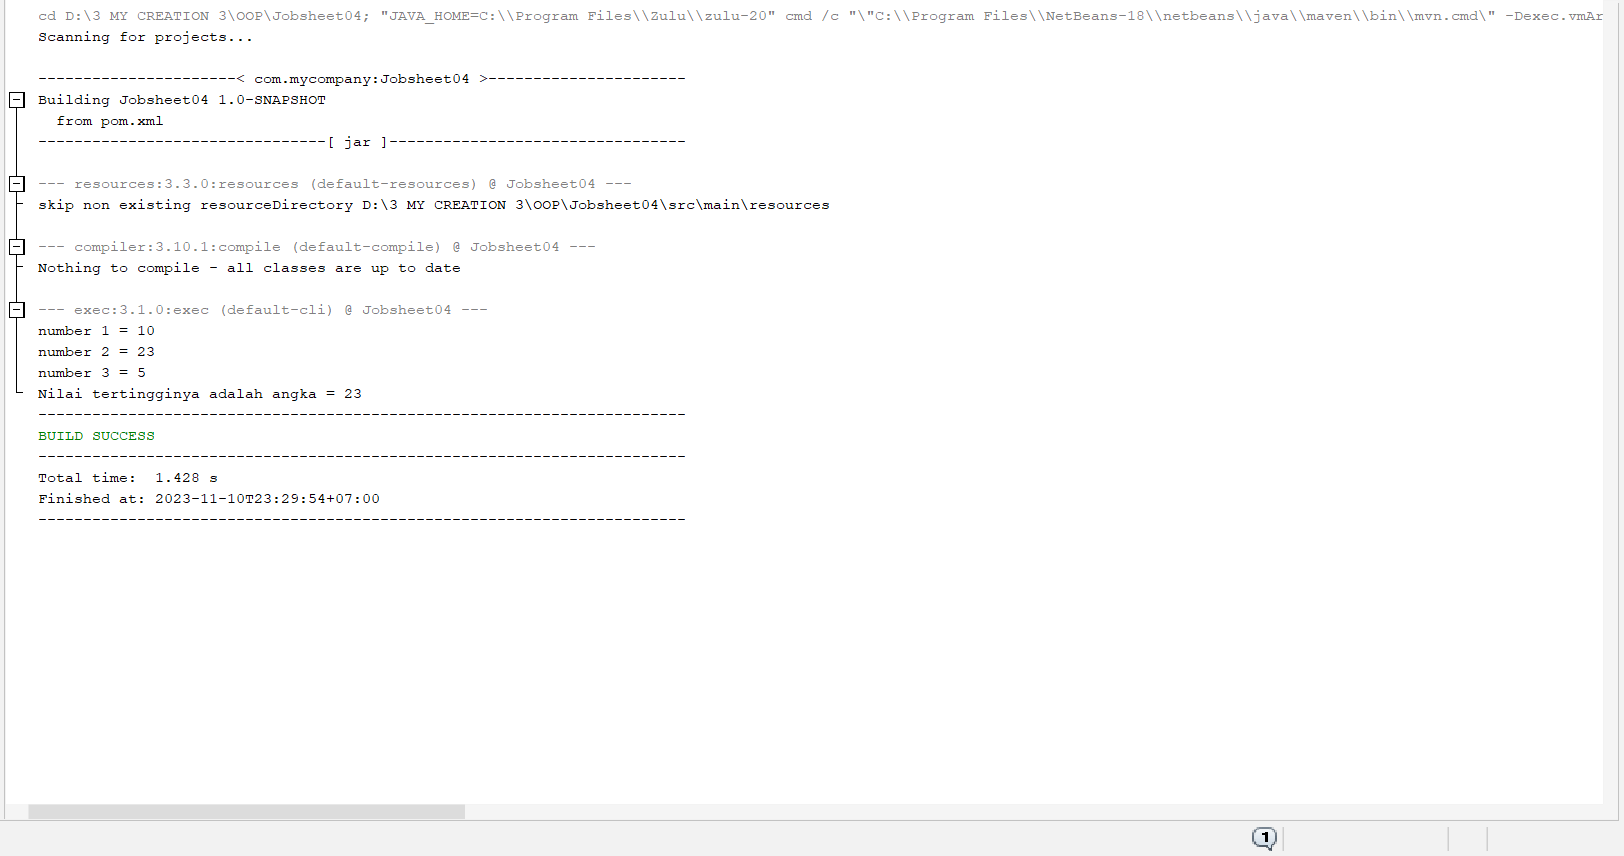 cd D:\3 MY CREATION 3\OOP\Jobsheet04; "JAVA_HOME=C:\\Program Files\\Zulu\\zulu-20" cmd /c "\"C:\\Program Files\\NetBeans-18\\netbeans\\java\\maven\\bin\\mvn.cmd\" -Dexec.vmAr
Scanning for projects...
----------------------< com.mycompany:Jobsheet04 >----------------------
Building Jobsheet04 1.0-SNAPSHOT
  from pom.xml
--------------------------------[ jar ]---------------------------------
--- resources:3.3.0:resources (default-resources) @ Jobsheet04 ---
skip non existing resourceDirectory D:\3 MY CREATION 3\OOP\Jobsheet04\src\main\resources
--- compiler:3.10.1:compile (default-compile) @ Jobsheet04 ---
Nothing to compile - all classes are up to date
--- exec:3.1.0:exec (default-cli) @ Jobsheet04 ---
number 1 = 10
number 2 = 23
number 3 = 5
Nilai tertingginya adalah angka = 23
------------------------------------------------------------------------
BUILD SUCCESS
------------------------------------------------------------------------
Total time:  1.428 s
Finished at: 2023-11-10T23:29:54+07:00
------------------------------------------------------------------------
1